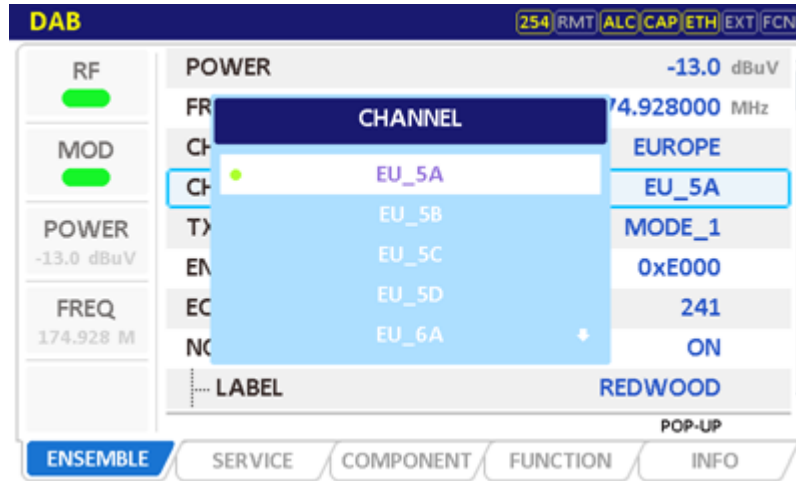 DAB 254 RMT ALC CAP ETH EXT FCN
RF
MOD
POWER
-13.0 dBuV
FREQ
174.928 M
POWER -13.0 dBuV
FR 74.928000 MHz
CH EUROPE
CH EU_5A
TX MODE_1
EN 0xE000
EC 241
NO ON
LABEL REDWOOD
CHANNEL
EU_5A
EU_5B
EU_5C
EU_5D
EU_6A
POP-UP
ENSEMBLE SERVICE COMPONENT FUNCTION INFO